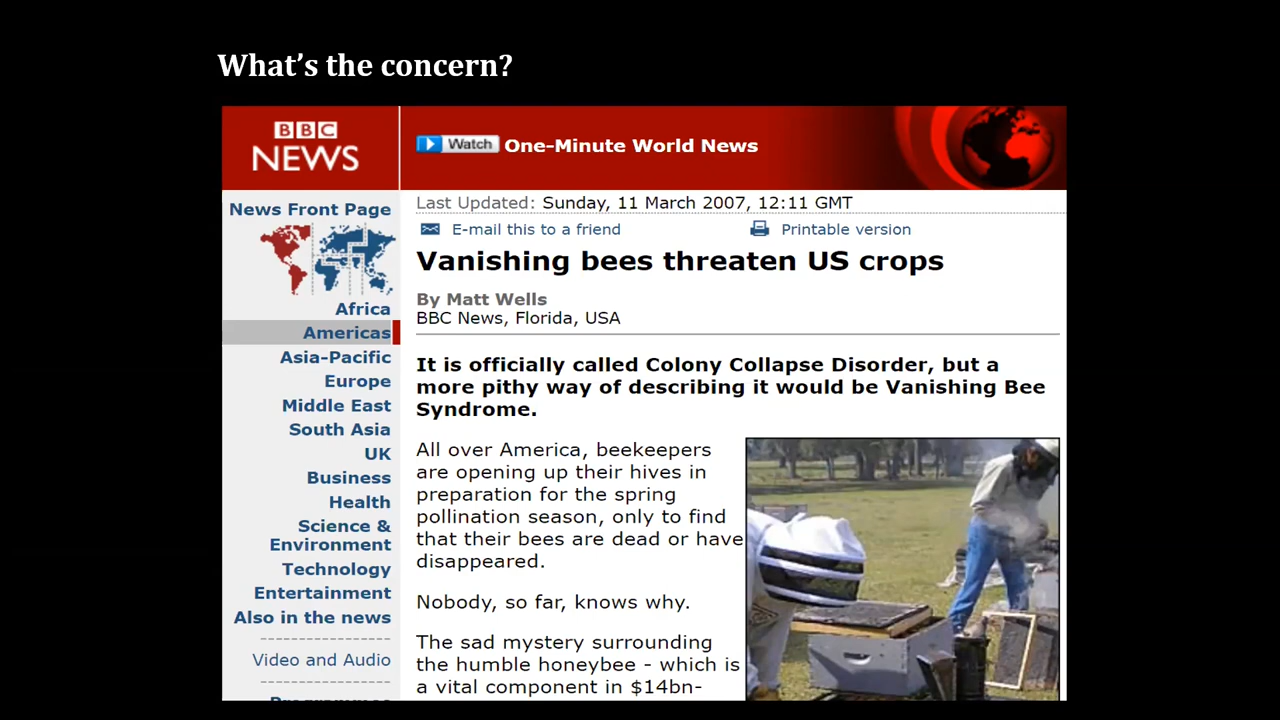 What’s the concern?
BBC
NEWS
Watch One-Minute World News
News Front Page
Africa
Americas
Asia-Pacific
Europe
Middle East
South Asia
UK
Business
Health
Science &
Environment
Technology
Entertainment
Also in the news
Video and Audio
Programmes
Last Updated: Sunday, 11 March 2007, 12:11 GMT
E-mail this to a friend Printable version
Vanishing bees threaten US crops
By Matt Wells
BBC News, Florida, USA
It is officially called Colony Collapse Disorder, but a
more pithy way of describing it would be Vanishing Bee
Syndrome.
All over America, beekeepers
are opening up their hives in
preparation for the spring
pollination season, only to find
that their bees are dead or have
disappeared.
Nobody, so far, knows why.
The sad mystery surrounding
the humble honeybee - which is
a vital component in $14bn-